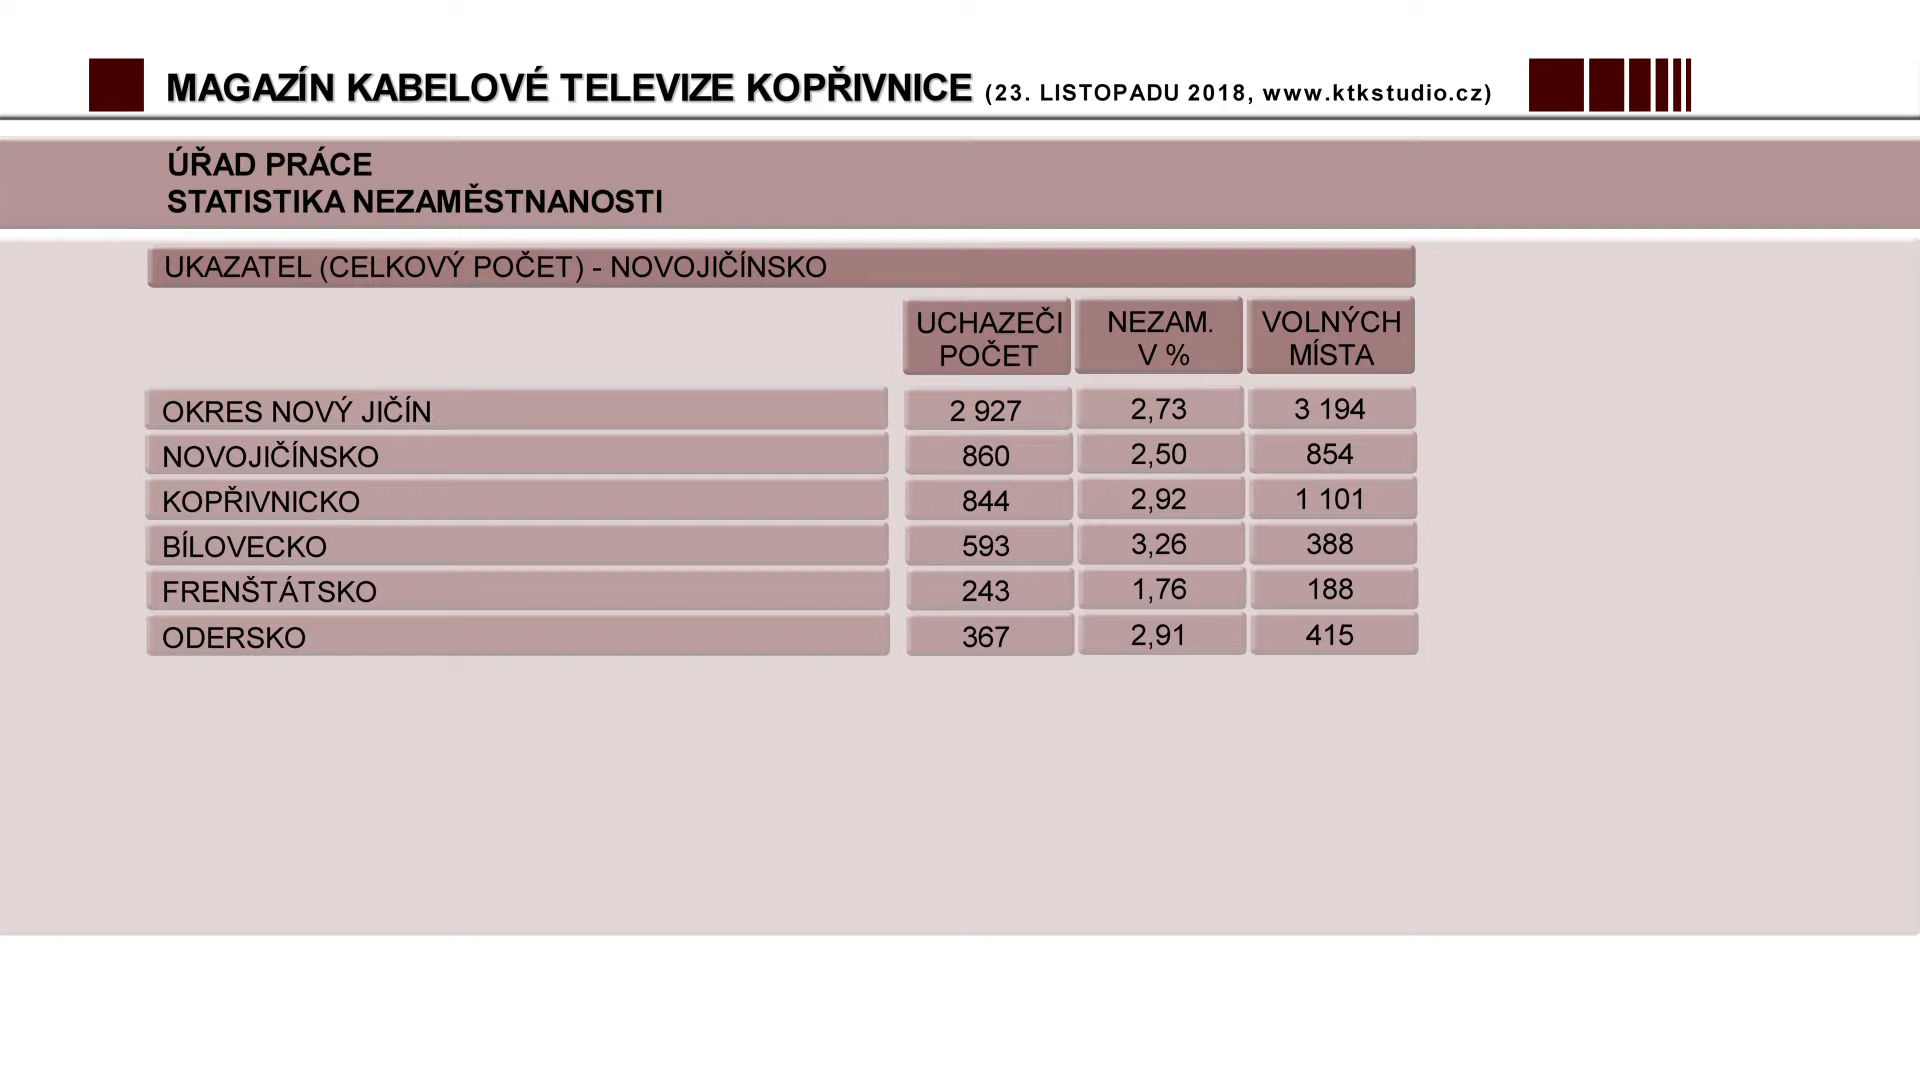 MAGAZÍN KABELOVÉ TELEVIZE KOPŘIVNICE (23. LISTOPADU 2018, www.ktkstudio.cz)
ÚŘAD PRÁCE
STATISTIKA NEZAMĚSTNANOSTI
UKAZATEL (CELKOVÝ POČET) - NOVOJIČÍNSKO
UCHAZEČI NEZAM. VOLNÝCH
POČET V % MÍSTA
OKRES NOVÝ JIČÍN 2 927 2,73 3 194
NOVOJIČÍNSKO 860 2,50 854
KOPŘIVNICKO 844 2,92 1 101
BÍLOVECKO 593 3,26 388
FRENŠTÁTSKO 243 1,76 188
ODERSKO 367 2,91 415